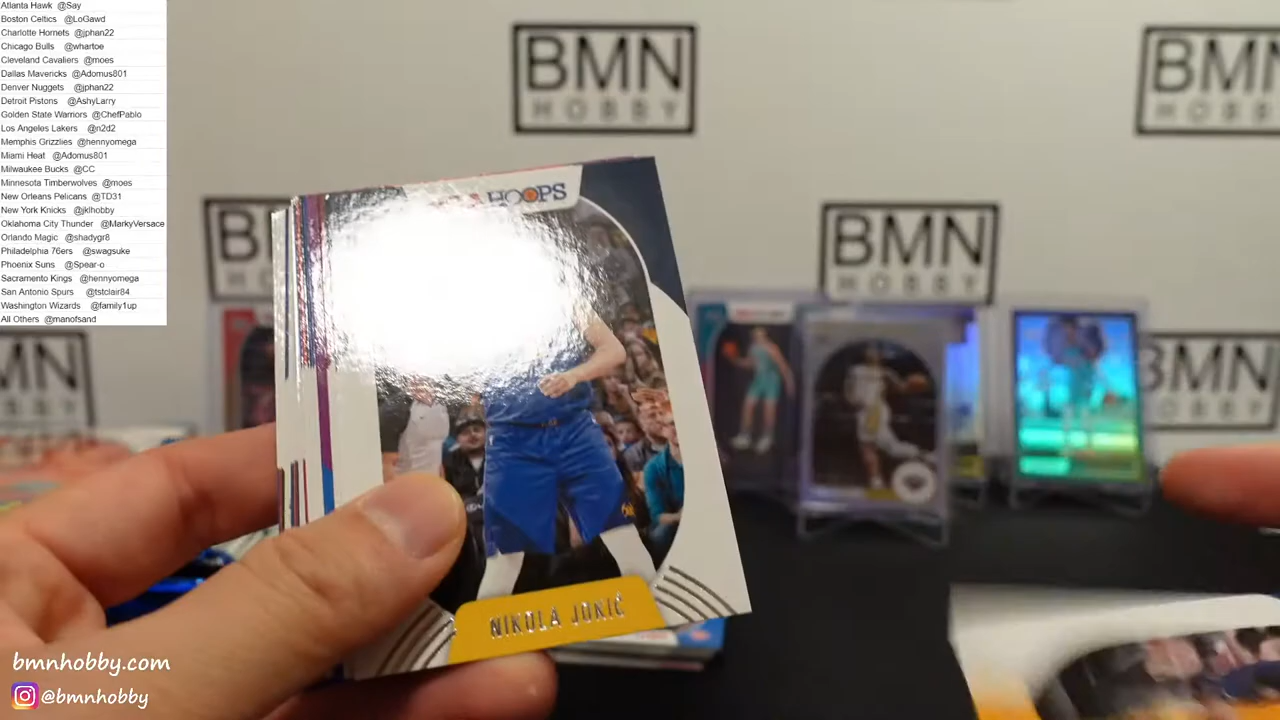 Atlanta Hawk @Say
Boston Celtics @LoGawd
Charlotte Hornets @jphan22
Chicago Bulls @whartoe
Cleveland Cavaliers @moes
Dallas Mavericks @Adomus801
Denver Nuggets @jphan22
Detroit Pistons @AshyLarry
Golden State Warriors @ChefPablo
Los Angeles Lakers @n2d2
Memphis Grizzlies @hennyomega
Miami Heat @Adomus801
Milwaukee Bucks @CC
Minnesota Timberwolves @moes
New Orleans Pelicans @TD31
New York Knicks @jklhobby
Oklahoma City Thunder @MarkyVersace
Orlando Magic @shadygr8
Philadelphia 76ers @swagsuke
Phoenix Suns @Spear-o
Sacramento Kings @hennyomega
San Antonio Spurs @tstclair84
Washington Wizards @family1up
All Others @manofsand
BMN
HOBBY
BMN
HOBBY
HOOPS
BMN
HOBBY
NIKOLA JOKIĆ
bmnhobby.com
@bmnhobby